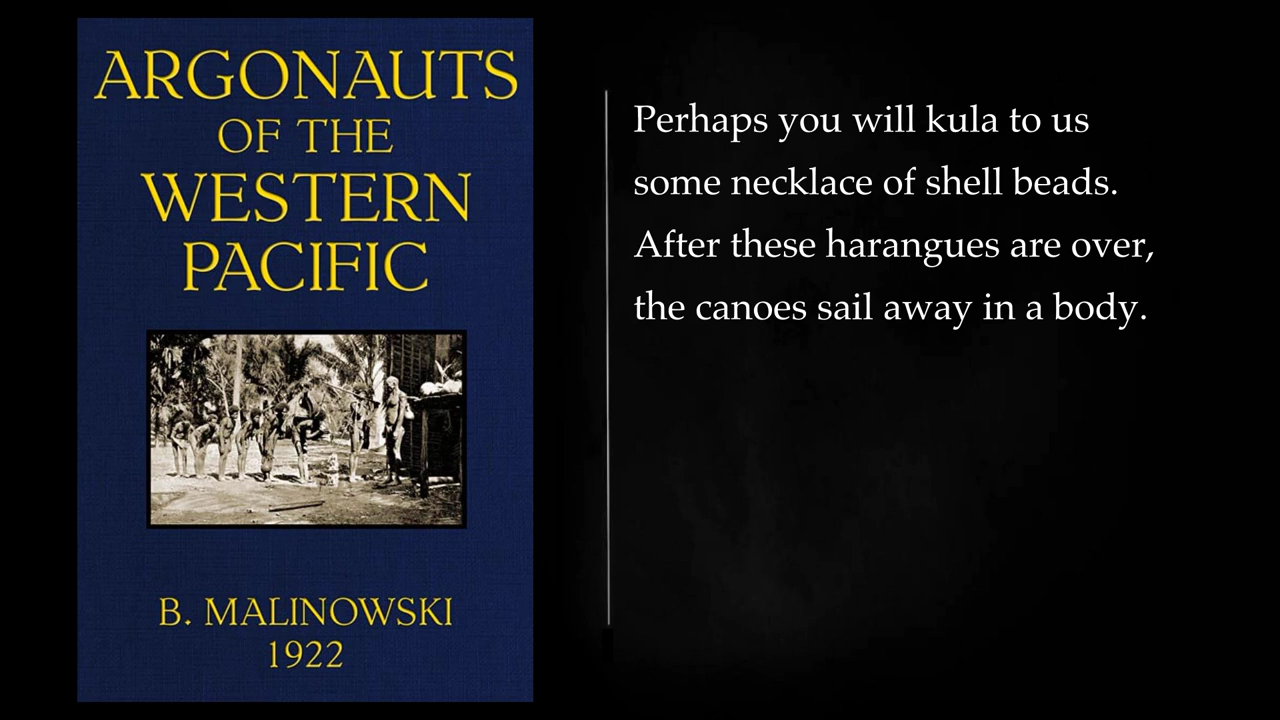 ARGONAUTS
OF THE
WESTERN
PACIFIC
B. MALINOWSKI
1922
Perhaps you will kula to us
some necklace of shell beads.
After these harangues are over,
the canoes sail away in a body.